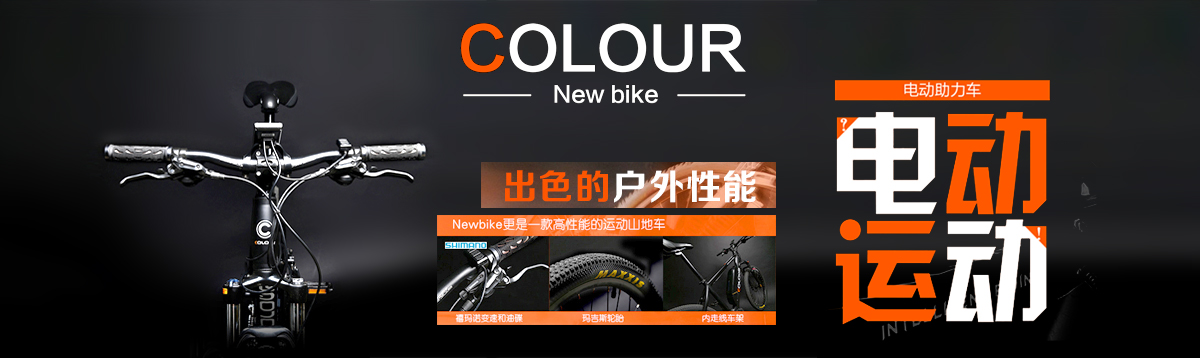 COLOUR
New bike
电动助力车
?
电动
运动
!
出色的户外性能
Newbike更是一款高性能的运动山地车
SHIMANO
MAXXIS
禧玛诺变速和油碟
玛吉斯轮胎
内走线车架
C
COLOUR